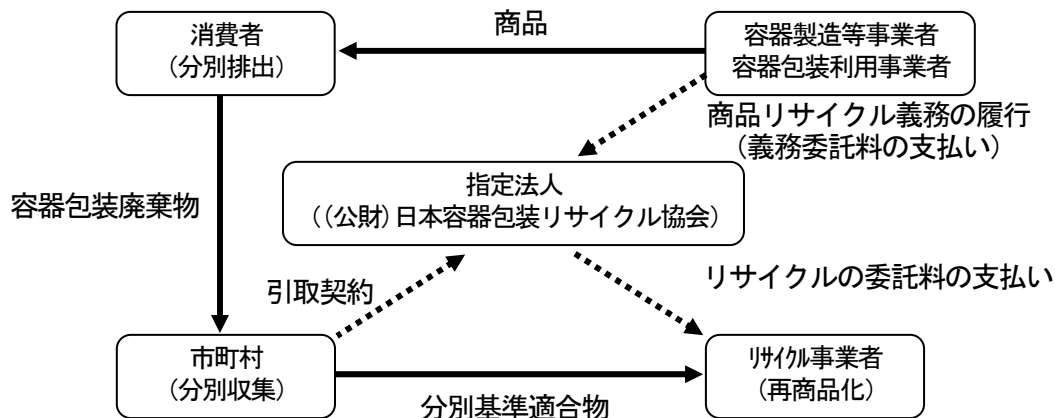 商品
消費者
（分別排出）
容器製造等事業者
容器包装利用事業者
商品リサイクル義務の履行
（義務委託料の支払い）
容器包装廃棄物
指定法人
（(公財)日本容器包装リサイクル協会）
引取契約
リサイクルの委託料の支払い
市町村
（分別収集）
ﾘｻｲｸﾙ事業者
（再商品化）
分別基準適合物